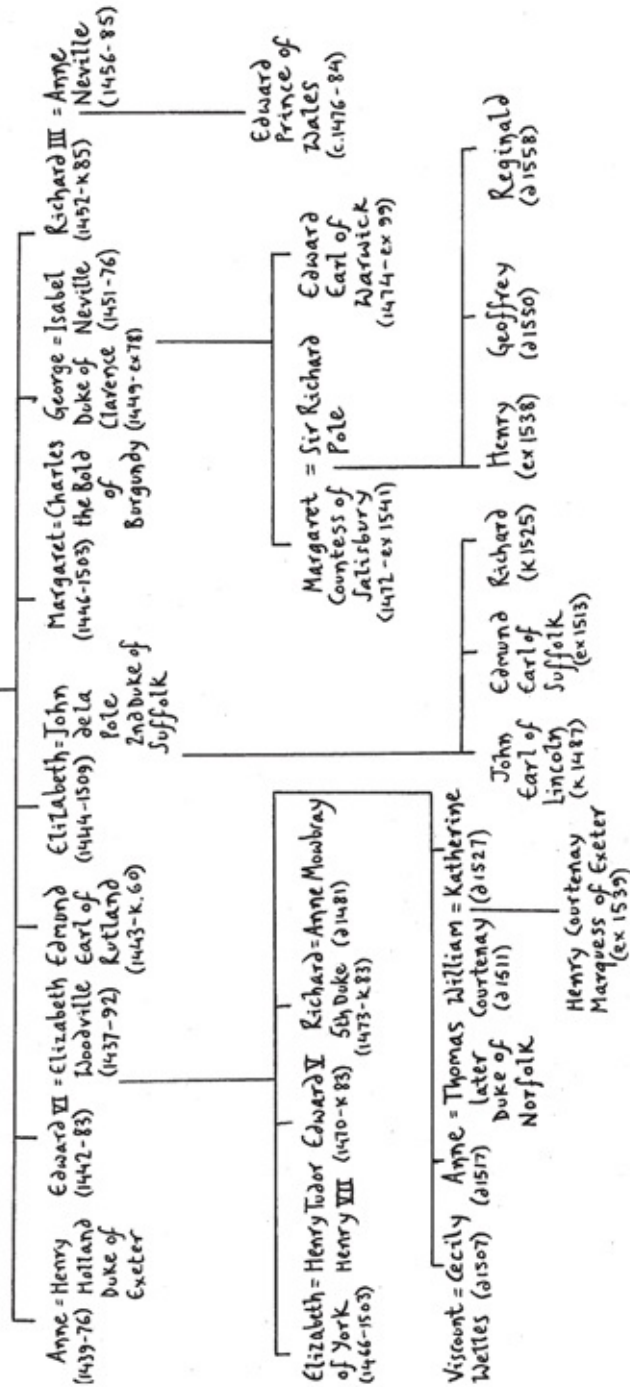 Anne = Henry
(1439-76) Holland
Duke of
Exeter
Edward VI = Elizabeth
(1442-83) Woodville
(1437-92)
Edmund
Earl of
Rutland
(1443-K.60)
Elizabeth = John
(1444-1509) de la
Pole
2nd Duke of
Suffolk
Margaret = Charles
(1446-1503) the Bold
of
Burgundy
George = Isabel
Duke of Neville
Clarence (1451-76)
(1449-ex78)
Richard III = Anne
(1452-K85) Neville
(1456-85)
Elizabeth = Henry Tudor
of York Henry VII
(1466-1503)
Edward V
(1470-K83)
Richard = Anne Mowbray
5th Duke (d1481)
(1473-K83)
Margaret = Sir Richard
Countess of Pole
Salisbury
(1472-ex1541)
Edward
Earl of
Warwick
(1474-ex99)
Edward
Prince of
Wales
(c.1476-84)
Viscount = Cecily
Welles (d1507)
Anne = Thomas
(d1517) later
Duke of
Norfolk
William = Katherine
Courtenay (d1527)
(d1511)
John
Earl of
Lincoln
(K1487)
Edmund
Earl of
Suffolk
(ex1513)
Richard
(K1525)
Henry
(ex1538)
Geoffrey
(d1550)
Reginald
(d1558)
Henry Courtenay
Marquess of Exeter
(ex 1539)